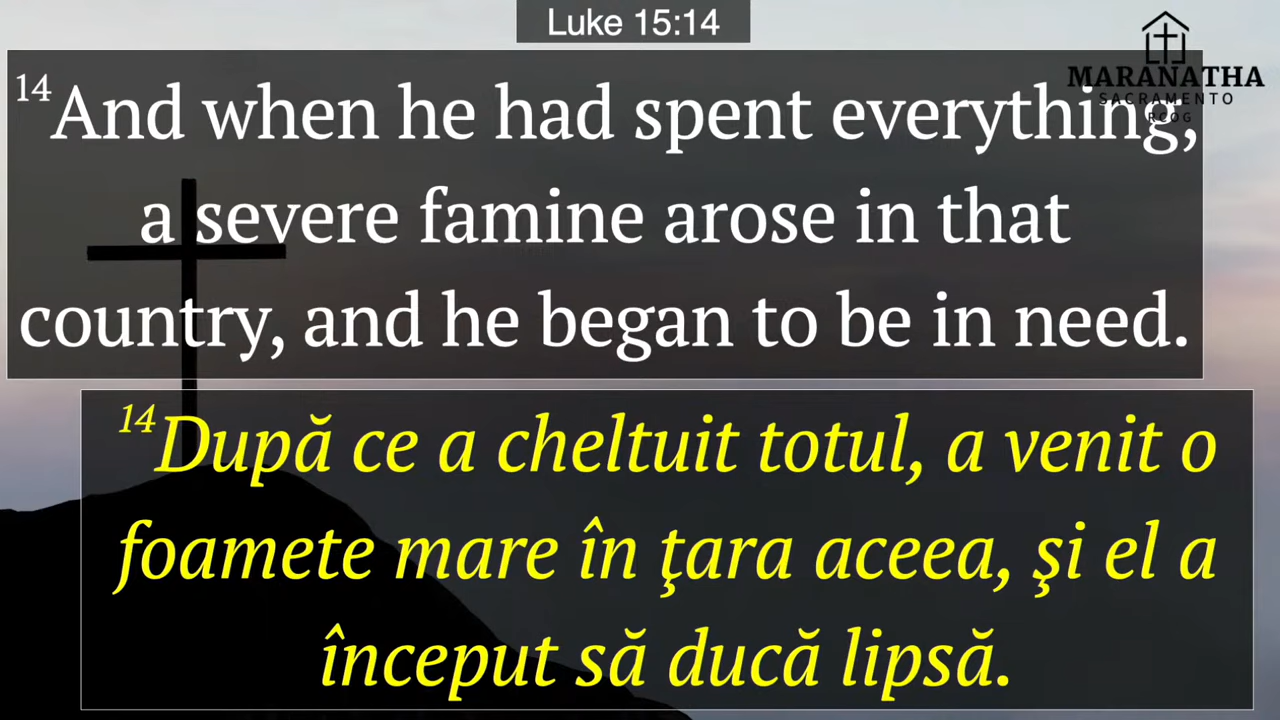 Luke 15:14
MARANATHA
SACRAMENTO
RCOG
14 And when he had spent everything,
a severe famine arose in that
country, and he began to be in need.
14 După ce a cheltuit totul, a venit o
foamete mare în ţara aceea, şi el a
început să ducă lipsă.